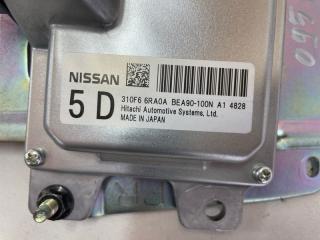 NISSAN
5 D
310F6 6RA0A BEA90-100N A1 4828
Hitachi Automotive Systems, Ltd.
MADE IN JAPAN